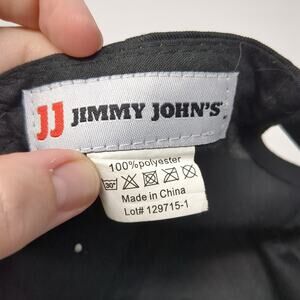 JJ JIMMY JOHN'S
100%polyester
30°
Made in China
Lot# 129715-1